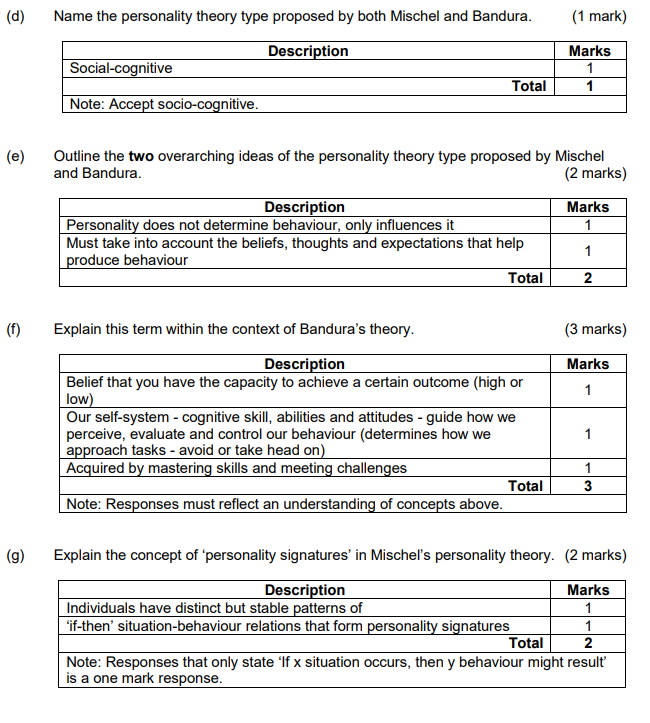 (d) Name the personality theory type proposed by both Mischel and Bandura. (1 mark)
Description Marks
Social-cognitive 1
Total 1
Note: Accept socio-cognitive.
(e) Outline the two overarching ideas of the personality theory type proposed by Mischel
and Bandura. (2 marks)
Description Marks
Personality does not determine behaviour, only influences it 1
Must take into account the beliefs, thoughts and expectations that help
produce behaviour 1
Total 2
(f) Explain this term within the context of Bandura's theory. (3 marks)
Description Marks
Belief that you have the capacity to achieve a certain outcome (high or
low) 1
Our self-system - cognitive skill, abilities and attitudes - guide how we
perceive, evaluate and control our behaviour (determines how we 1
approach tasks - avoid or take head on)
Acquired by mastering skills and meeting challenges 1
Total 3
Note: Responses must reflect an understanding of concepts above.
(g) Explain the concept of 'personality signatures' in Mischel's personality theory. (2 marks)
Description Marks
Individuals have distinct but stable patterns of 1
'if-then' situation-behaviour relations that form personality signatures 1
Total 2
Note: Responses that only state 'If x situation occurs, then y behaviour might result'
is a one mark response.